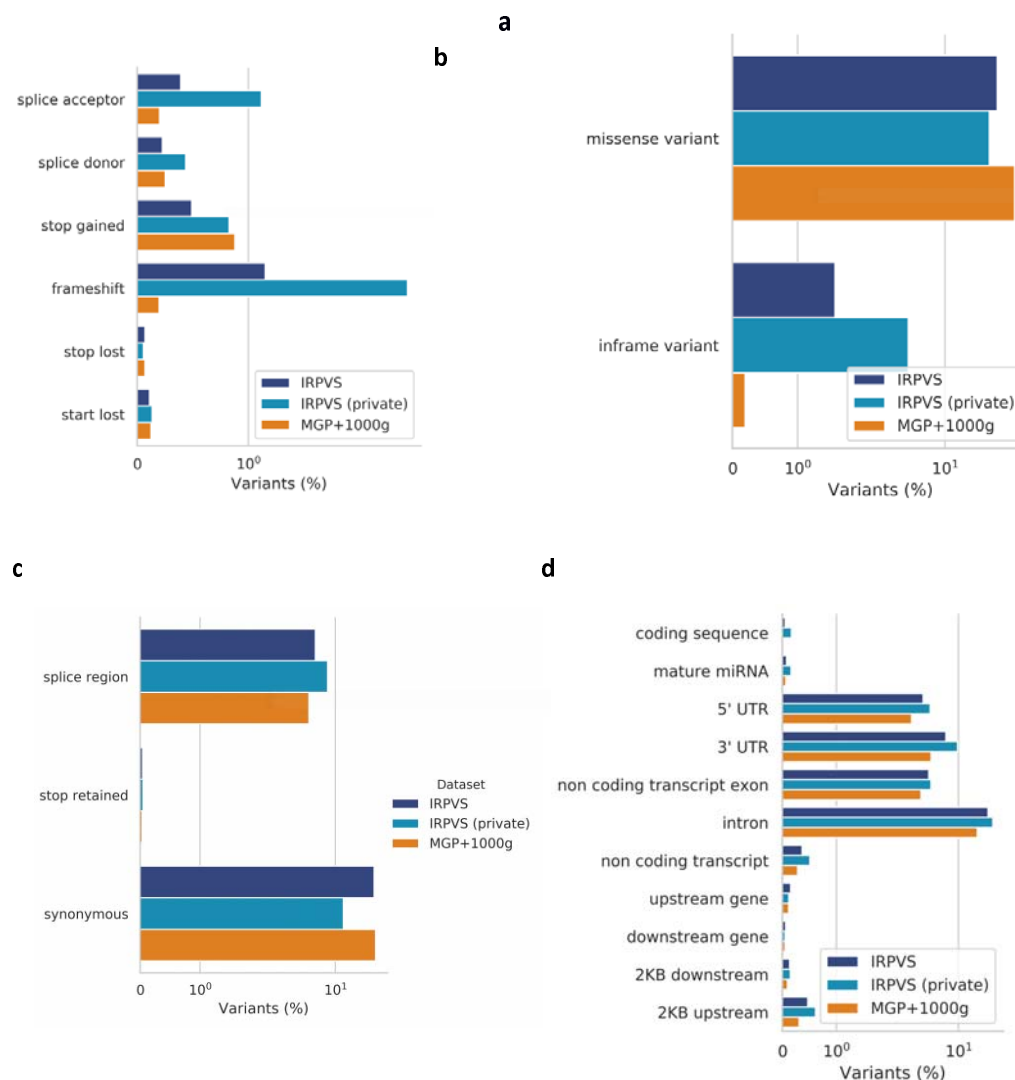 a
b
splice acceptor
splice donor
stop gained
frameshift
stop lost
start lost
IRPVS
IRPVS (private)
MGP+1000g
0
10⁰
Variants (%)
missense variant
inframe variant
IRPVS
IRPVS (private)
MGP+1000g
0
10⁰
10¹
Variants (%)
c
splice region
stop retained
synonymous
Dataset
IRPVS
IRPVS (private)
MGP+1000g
0
10⁰
10¹
Variants (%)
d
coding sequence
mature miRNA
5' UTR
3' UTR
non coding transcript exon
intron
non coding transcript
upstream gene
downstream gene
2KB downstream
2KB upstream
IRPVS
IRPVS (private)
MGP+1000g
0
10⁰
10¹
Variants (%)